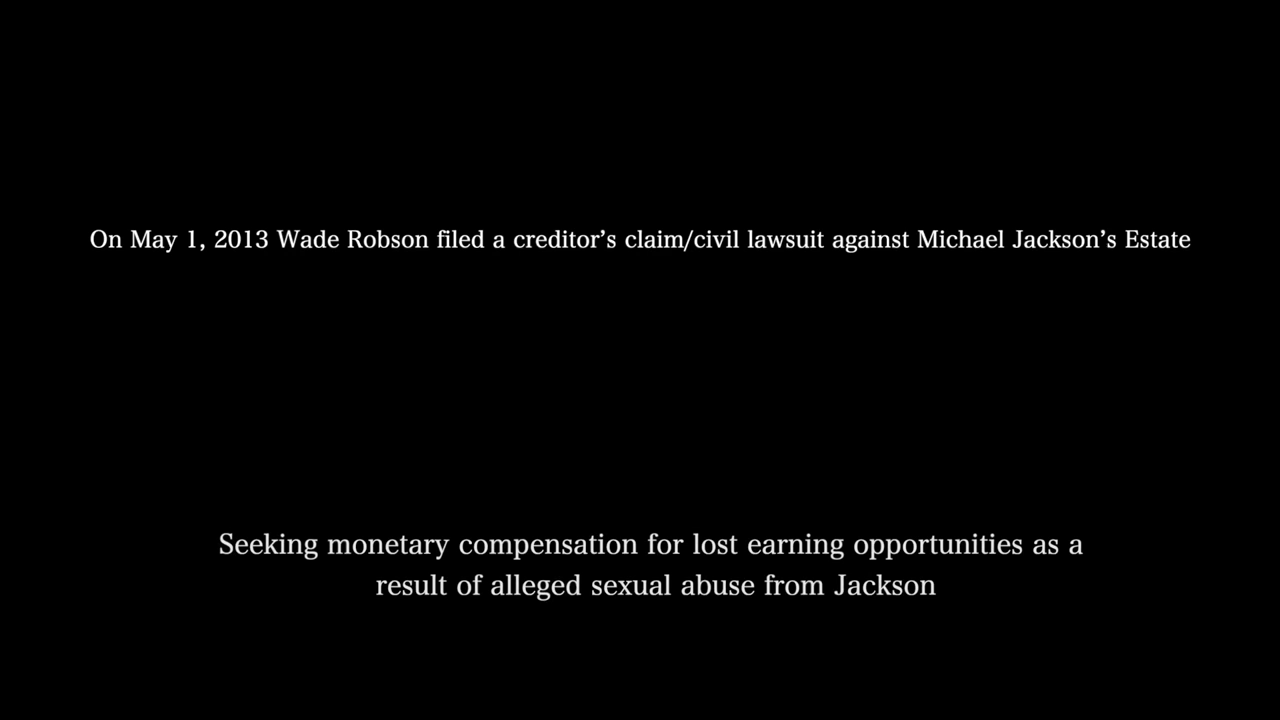 On May 1, 2013 Wade Robson filed a creditor’s claim/civil lawsuit against Michael Jackson’s Estate
Seeking monetary compensation for lost earning opportunities as a
result of alleged sexual abuse from Jackson